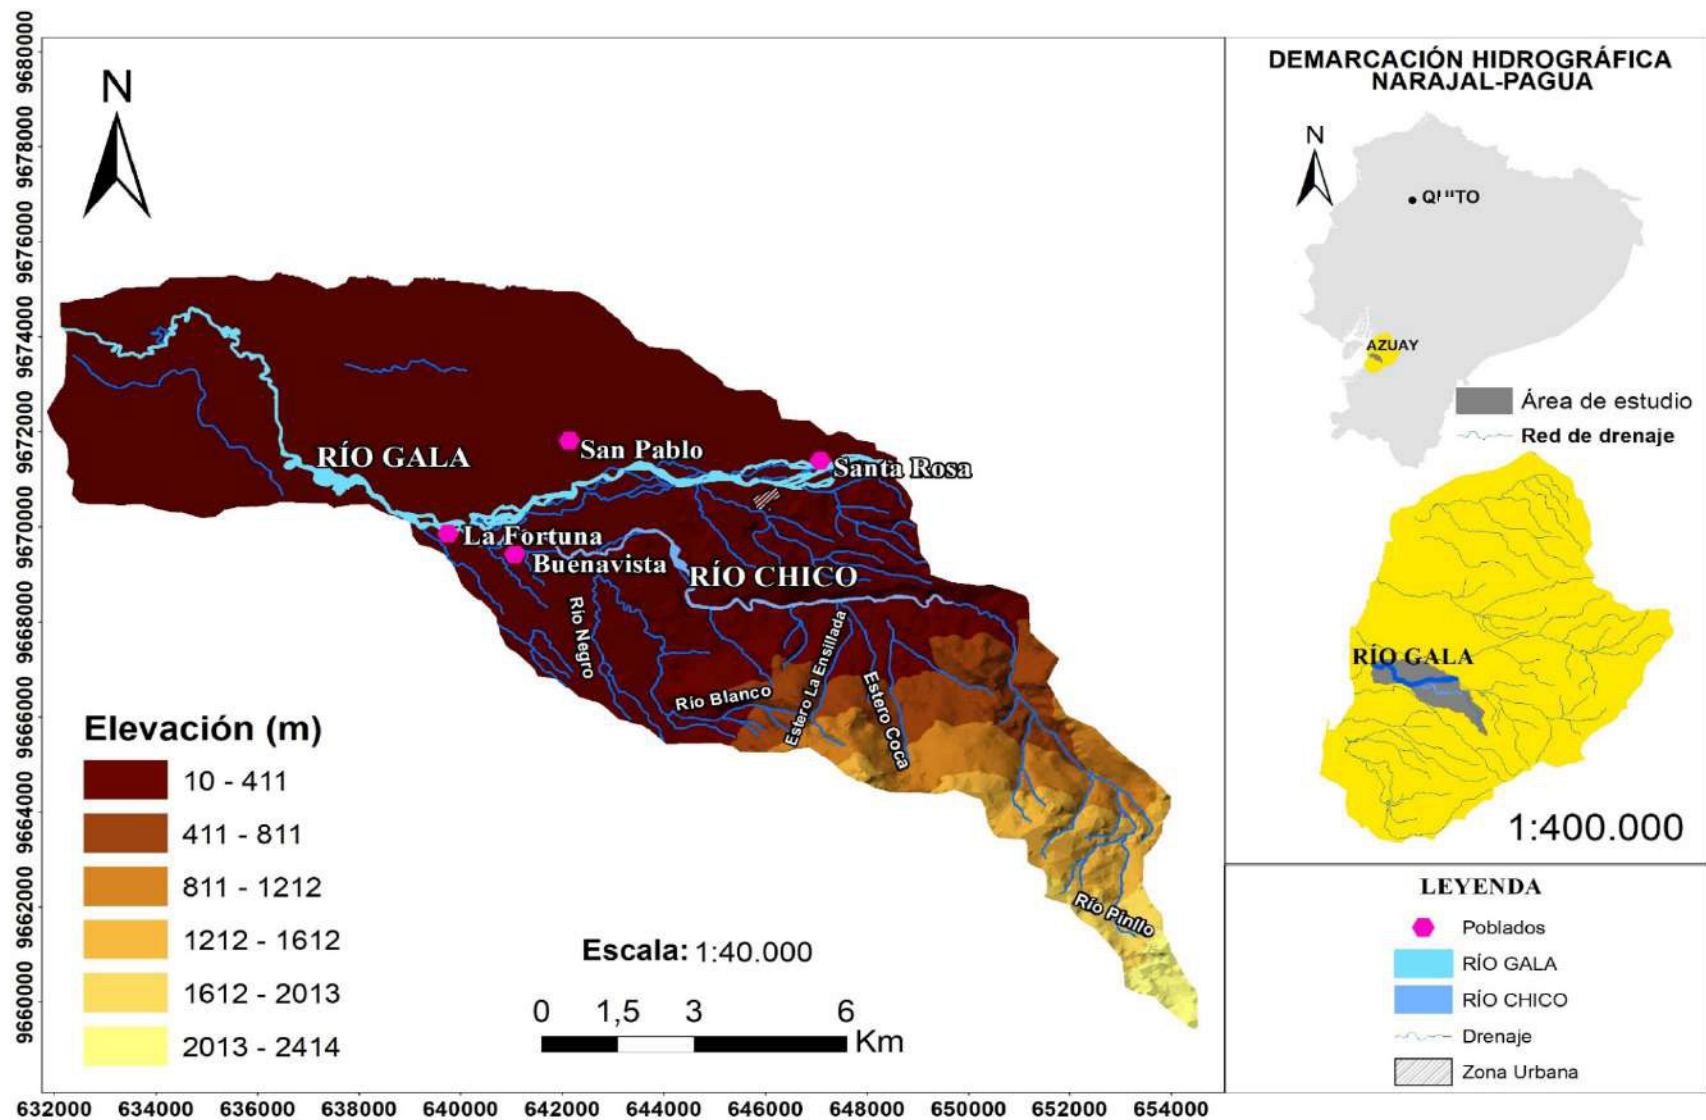 9680000
9678000
9676000
9674000
9672000
9670000
9668000
9666000
9664000
9662000
9660000
N
RÍO GALA
San Pablo
Santa Rosa
La Fortuna
Buenavista
RÍO CHICO
Río Negro
Río Blanco
Estero La Ensillada
Estero Coca
Río Pinllo
Elevación (m)
10 - 411
411 - 811
811 - 1212
1212 - 1612
1612 - 2013
2013 - 2414
Escala: 1:40.000
0 1,5 3 6
Km
632000 634000 636000 638000 640000 642000 644000 646000 648000 650000 652000 654000
DEMARCACIÓN HIDROGRÁFICA
NARAJAL-PAGUA
N
AZUAY
Área de estudio
Red de drenaje
RÍO GALA
1:400.000
LEYENDA
Poblados
RÍO GALA
RÍO CHICO
Drenaje
Zona Urbana